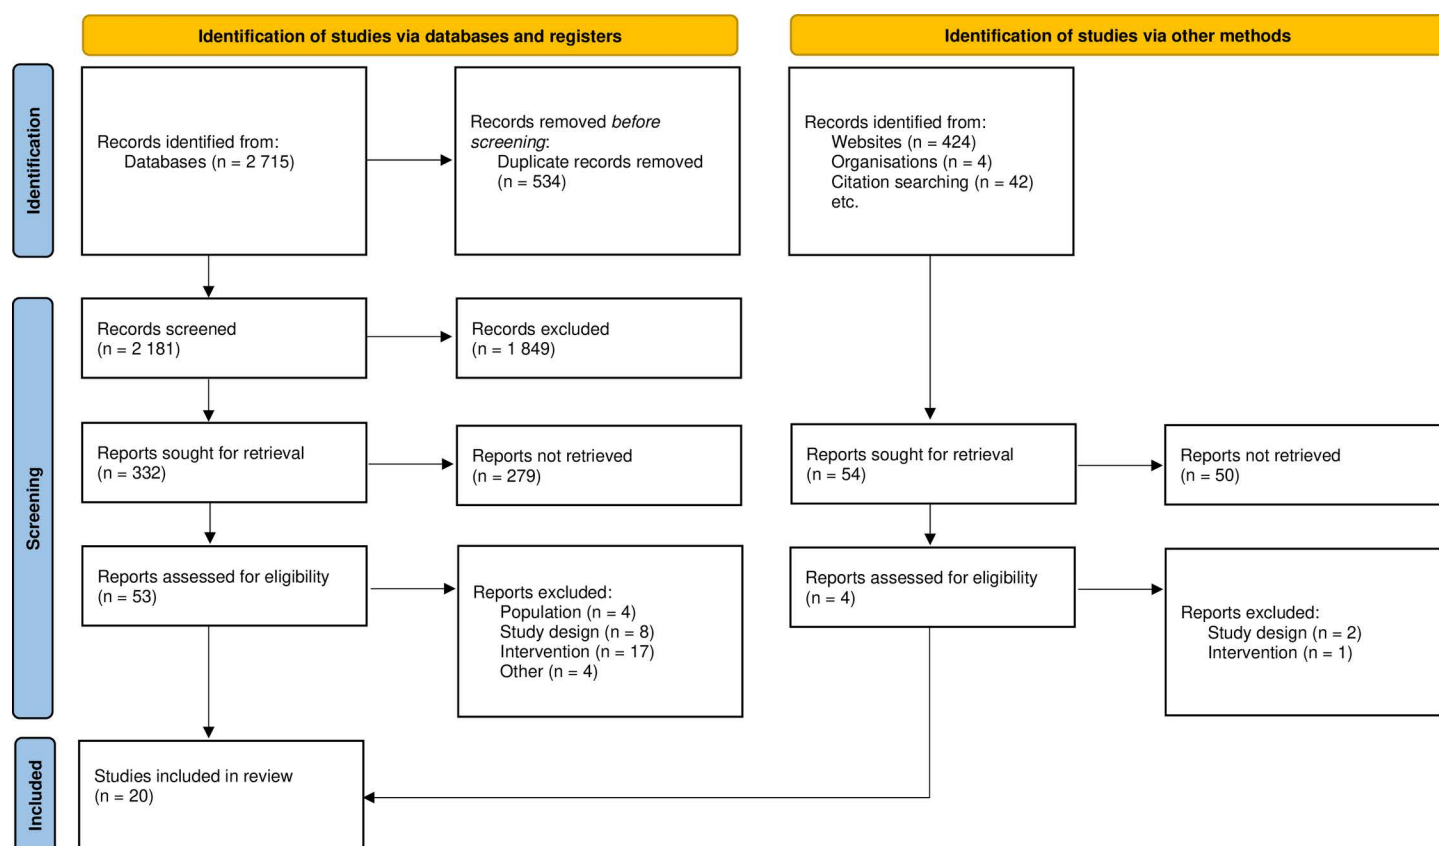 Identification of studies via databases and registers
Identification of studies via other methods
Identification
Records identified from:
Databases (n = 2 715)
Records removed before
screening:
Duplicate records removed
(n = 534)
Records identified from:
Websites (n = 424)
Organisations (n = 4)
Citation searching (n = 42)
etc.
Screening
Records screened
(n = 2 181)
Records excluded
(n = 1 849)
Reports sought for retrieval
(n = 332)
Reports not retrieved
(n = 279)
Reports sought for retrieval
(n = 54)
Reports not retrieved
(n = 50)
Reports assessed for eligibility
(n = 53)
Reports excluded:
Population (n = 4)
Study design (n = 8)
Intervention (n = 17)
Other (n = 4)
Reports assessed for eligibility
(n = 4)
Reports excluded:
Study design (n = 2)
Intervention (n = 1)
Included
Studies included in review
(n = 20)